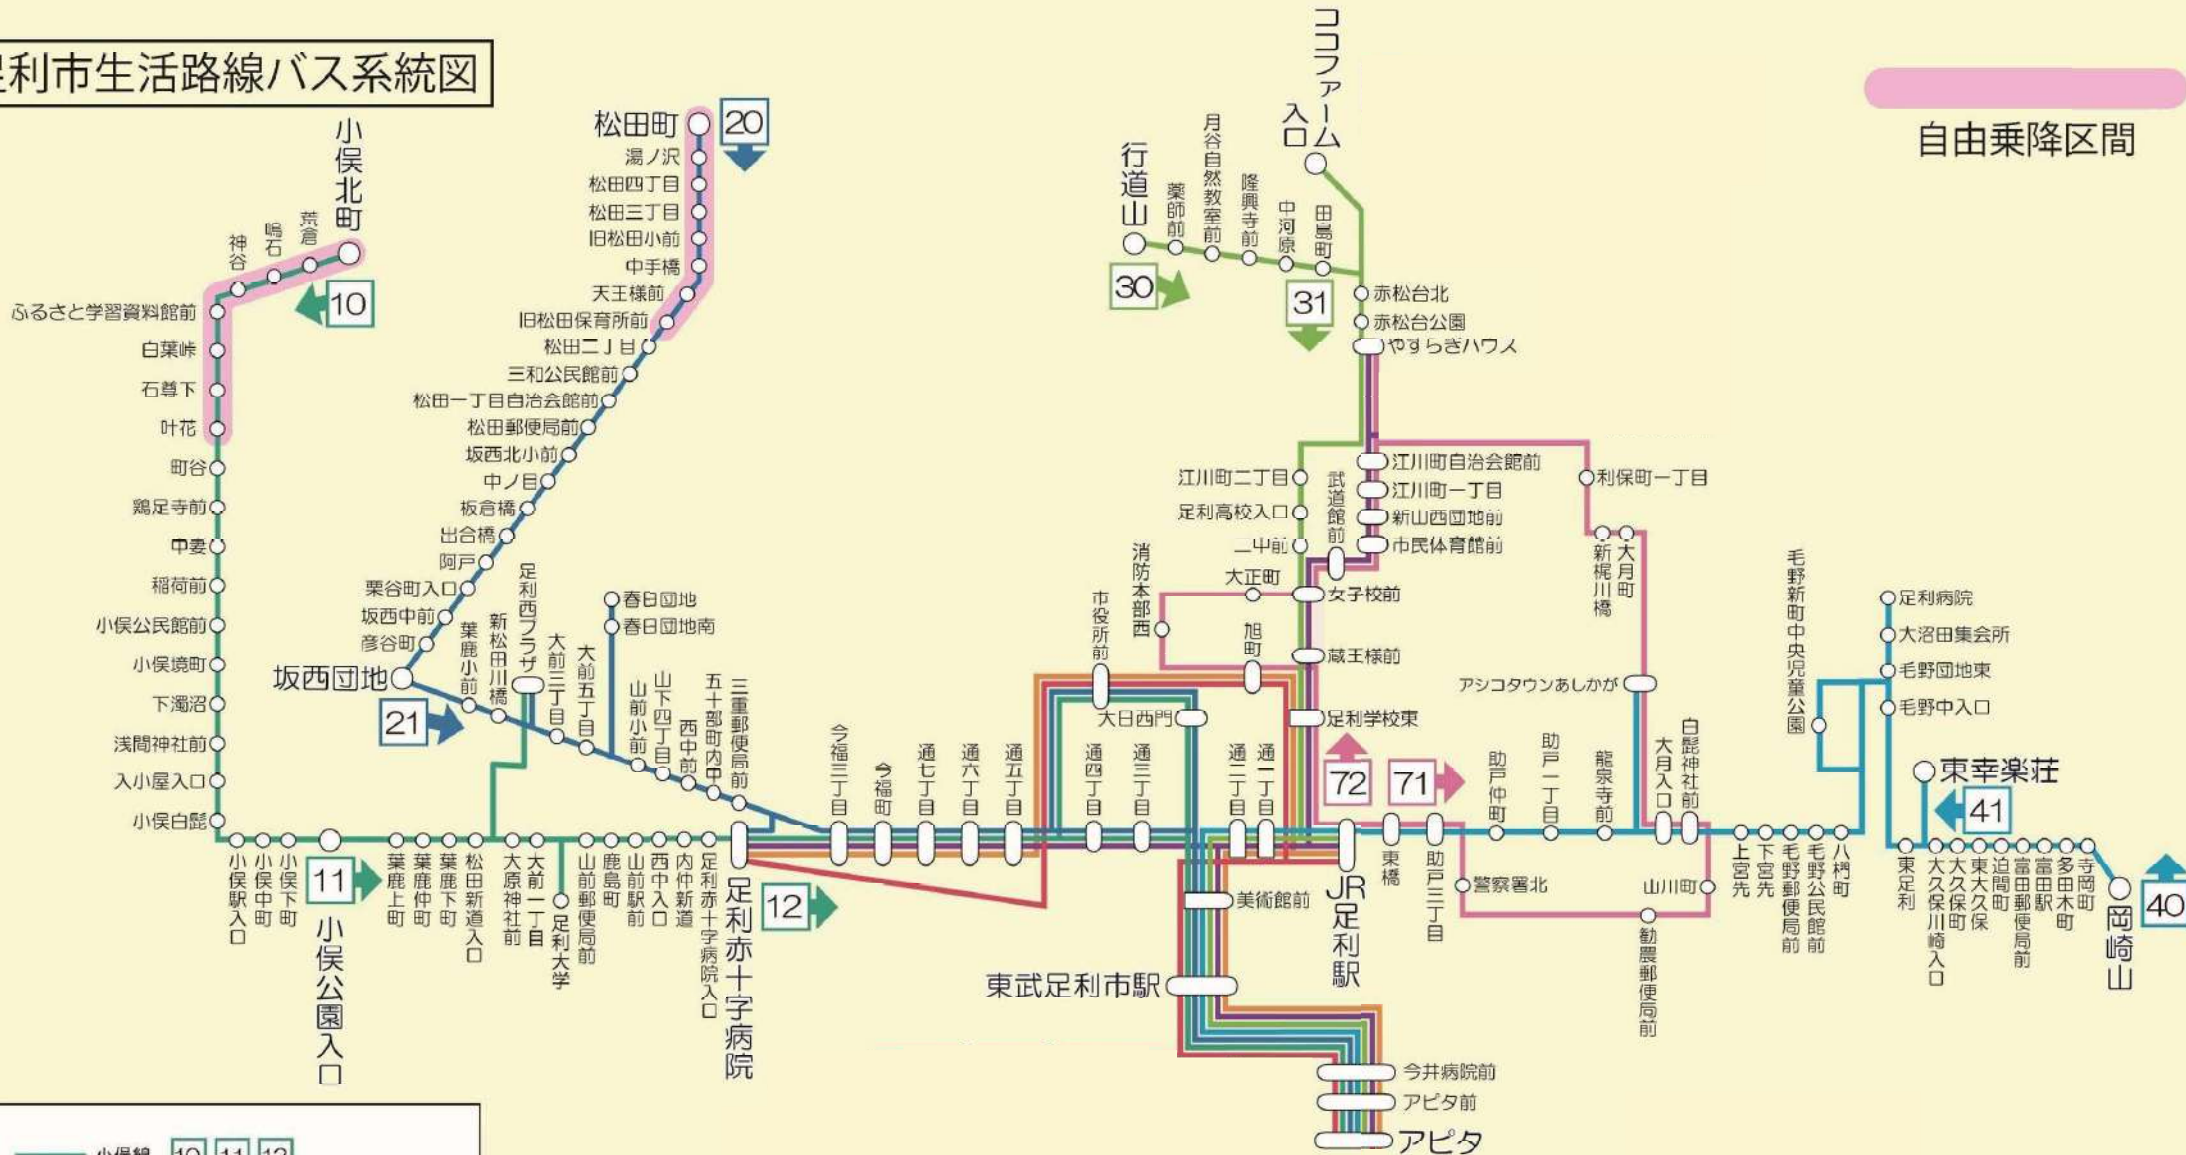 利市生活路線バス系統図
自由乗降区間
小俣北町
荒倉
鳴石
神谷
10
ふるさと学習資料館前
白葉峠
石尊下
叶花
町谷
鶏足寺前
中妻
稲荷前
小俣公民館前
小俣境町
下濁沼
浅間神社前
入小屋入口
小俣白髭
小俣駅入口
小俣中町
小俣下町
11
小俣公園入口
葉鹿上町
葉鹿仲町
葉鹿下町
松田新道入口
大原神社前
大前一丁目
足利大学
山前郵便局前
鹿島町
山前駅前
西中入口
内仲新道
足利赤十字病院入口
足利赤十字病院
12
松田町
20
湯ノ沢
松田四丁目
松田三丁目
旧松田小前
中手橋
天王様前
旧松田保育所前
松田二丁目
三和公民館前
松田一丁目自治会館前
松田郵便局前
坂西北小前
中ノ目
板倉橋
出合橋
阿戸
栗谷町入口
坂西中前
彦谷町
坂西団地
21
葉鹿小前
新松田川橋
足利西プラザ
大前三丁目
大前五丁目
春日団地
春日団地南
山前小前
山下四丁目
西中前
五十部町内中
三重郵便局前
今福三丁目
今福町
通七丁目
通六丁目
通五丁目
通四丁目
通三丁目
通二丁目
通一丁目
市役所前
大日西門
消防本部西
大正町
旭町
ココファーム入口
行道山
薬師前
月谷自然教室前
隆興寺前
中河原
田島町
30
31
赤松台北
赤松台公園
やすらぎハウス
江川町二丁目
足利高校入口
二中前
武道館前
江川町自治会館前
江川町一丁目
新山西団地前
市民体育館前
女子校前
蔵王様前
足利学校東
利保町一丁目
新梶川橋
大月町
アシコタウンあしかが
72
71
JR足利駅
東橋
助戸三丁目
助戸仲町
助戸一丁目
龍泉寺前
大月入口
白髭神社前
警察署北
山川町
勧農郵便局前
美術館前
東武足利市駅
今井病院前
アピタ前
アピタ
上宮先
下宮先
毛野郵便局前
毛野公民館前
八椚町
毛野新町中央児童公園
足利病院
大沼田集会所
毛野団地東
毛野中入口
東幸楽荘
41
東足利
大久保川崎入口
大久保町
東大久保
迫間町
富田郵便局前
富田駅
多田木町
寺岡町
岡崎山
40
小俣線 10 11 12